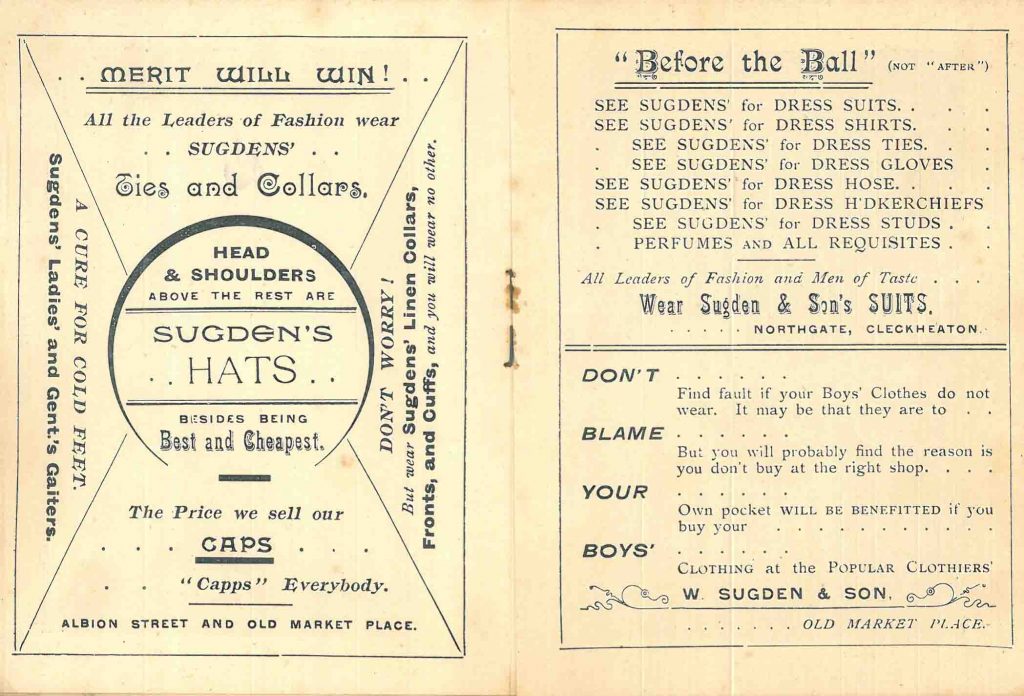 . . MERIT WILL WIN! . .
All the Leaders of Fashion wear
. . SUGDENS' . .
Ties and Collars.
A CURE FOR COLD FEET.
Sugdens' Ladies' and Gent.'s Gaiters.
HEAD
& SHOULDERS
ABOVE THE REST ARE
SUGDEN'S
. . HATS . .
BESIDES BEING
Best and Cheapest.
DON'T WORRY!
But wear Sugdens' Linen Collars,
Fronts, and Cuffs, and you will wear no other.
The Price we sell our
. . . CAPS . . .
. . "Capps" Everybody.
ALBION STREET AND OLD MARKET PLACE.
"Before the Ball" (NOT "AFTER")
SEE SUGDENS' for DRESS SUITS. . . .
SEE SUGDENS' for DRESS SHIRTS. . . .
. SEE SUGDENS' for DRESS TIES. . .
. SEE SUGDENS' for DRESS GLOVES .
SEE SUGDENS' for DRESS HOSE. . . .
SEE SUGDENS' for DRESS H'DKERCHIEFS
. SEE SUGDENS' for DRESS STUDS . .
. PERFUMES AND ALL REQUISITES . .
All Leaders of Fashion and Men of Taste . . .
Wear Sugden & Son's SUITS,
. . . . . NORTHGATE, CLECKHEATON.
DON'T . . . . . .
Find fault if your Boys' Clothes do not
wear. It may be that they are to . .
BLAME . . . . . .
But you will probably find the reason is
you don't buy at the right shop. . . .
YOUR . . . . . .
Own pocket WILL BE BENEFITTED if you
buy your . . . . . . . . . . .
BOYS' . . . . . .
CLOTHING at the POPULAR CLOTHIERS'
W. SUGDEN & SON,
. . . . . . . OLD MARKET PLACE.